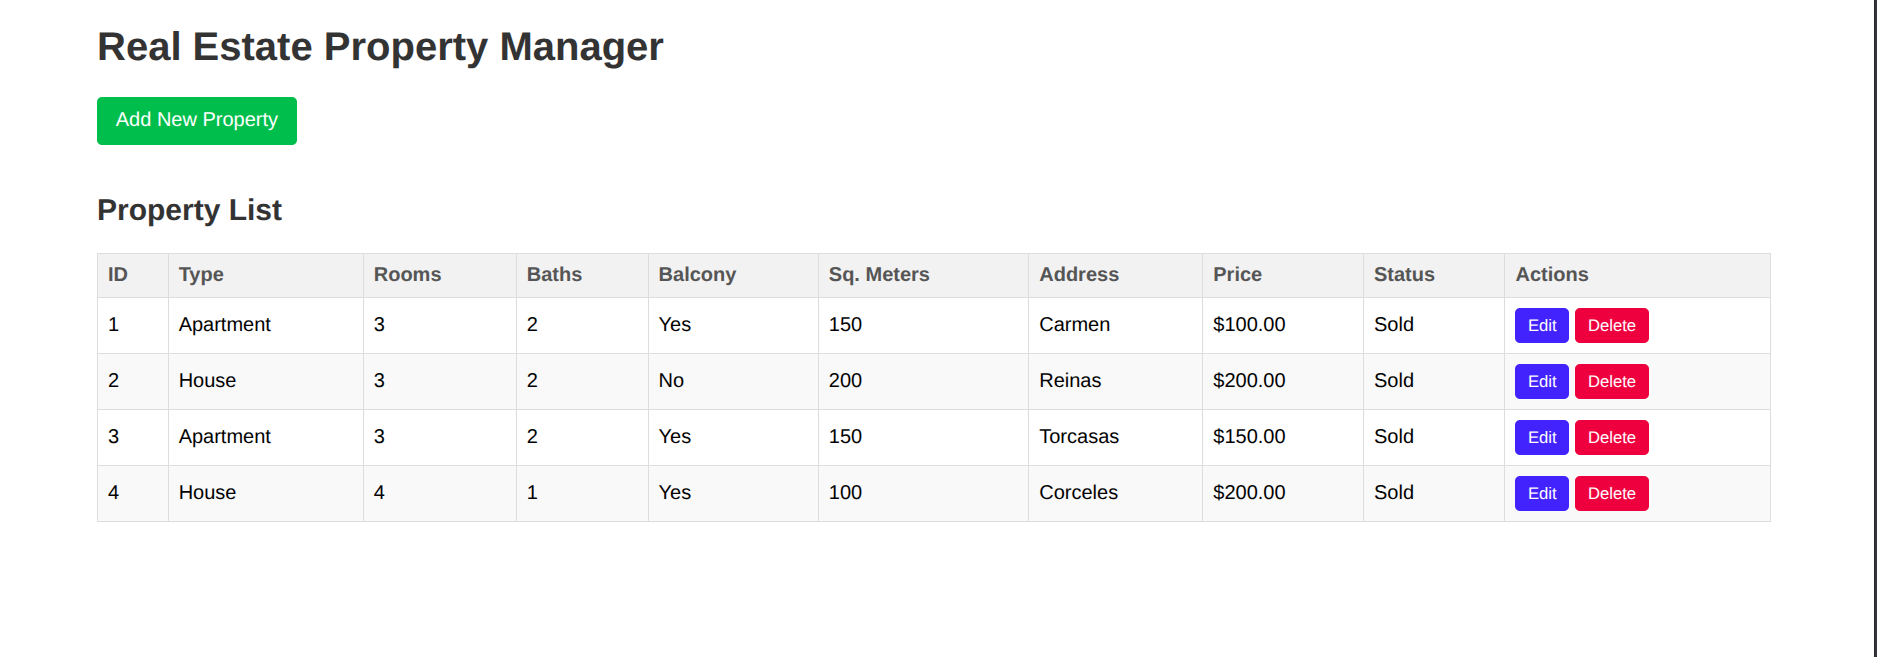 Real Estate Property Manager
Add New Property
Property List
ID Type Rooms Baths Balcony Sq. Meters Address Price Status Actions
1 Apartment 3 2 Yes 150 Carmen $100.00 Sold Edit Delete
2 House 3 2 No 200 Reinas $200.00 Sold Edit Delete
3 Apartment 3 2 Yes 150 Torcasas $150.00 Sold Edit Delete
4 House 4 1 Yes 100 Corceles $200.00 Sold Edit Delete